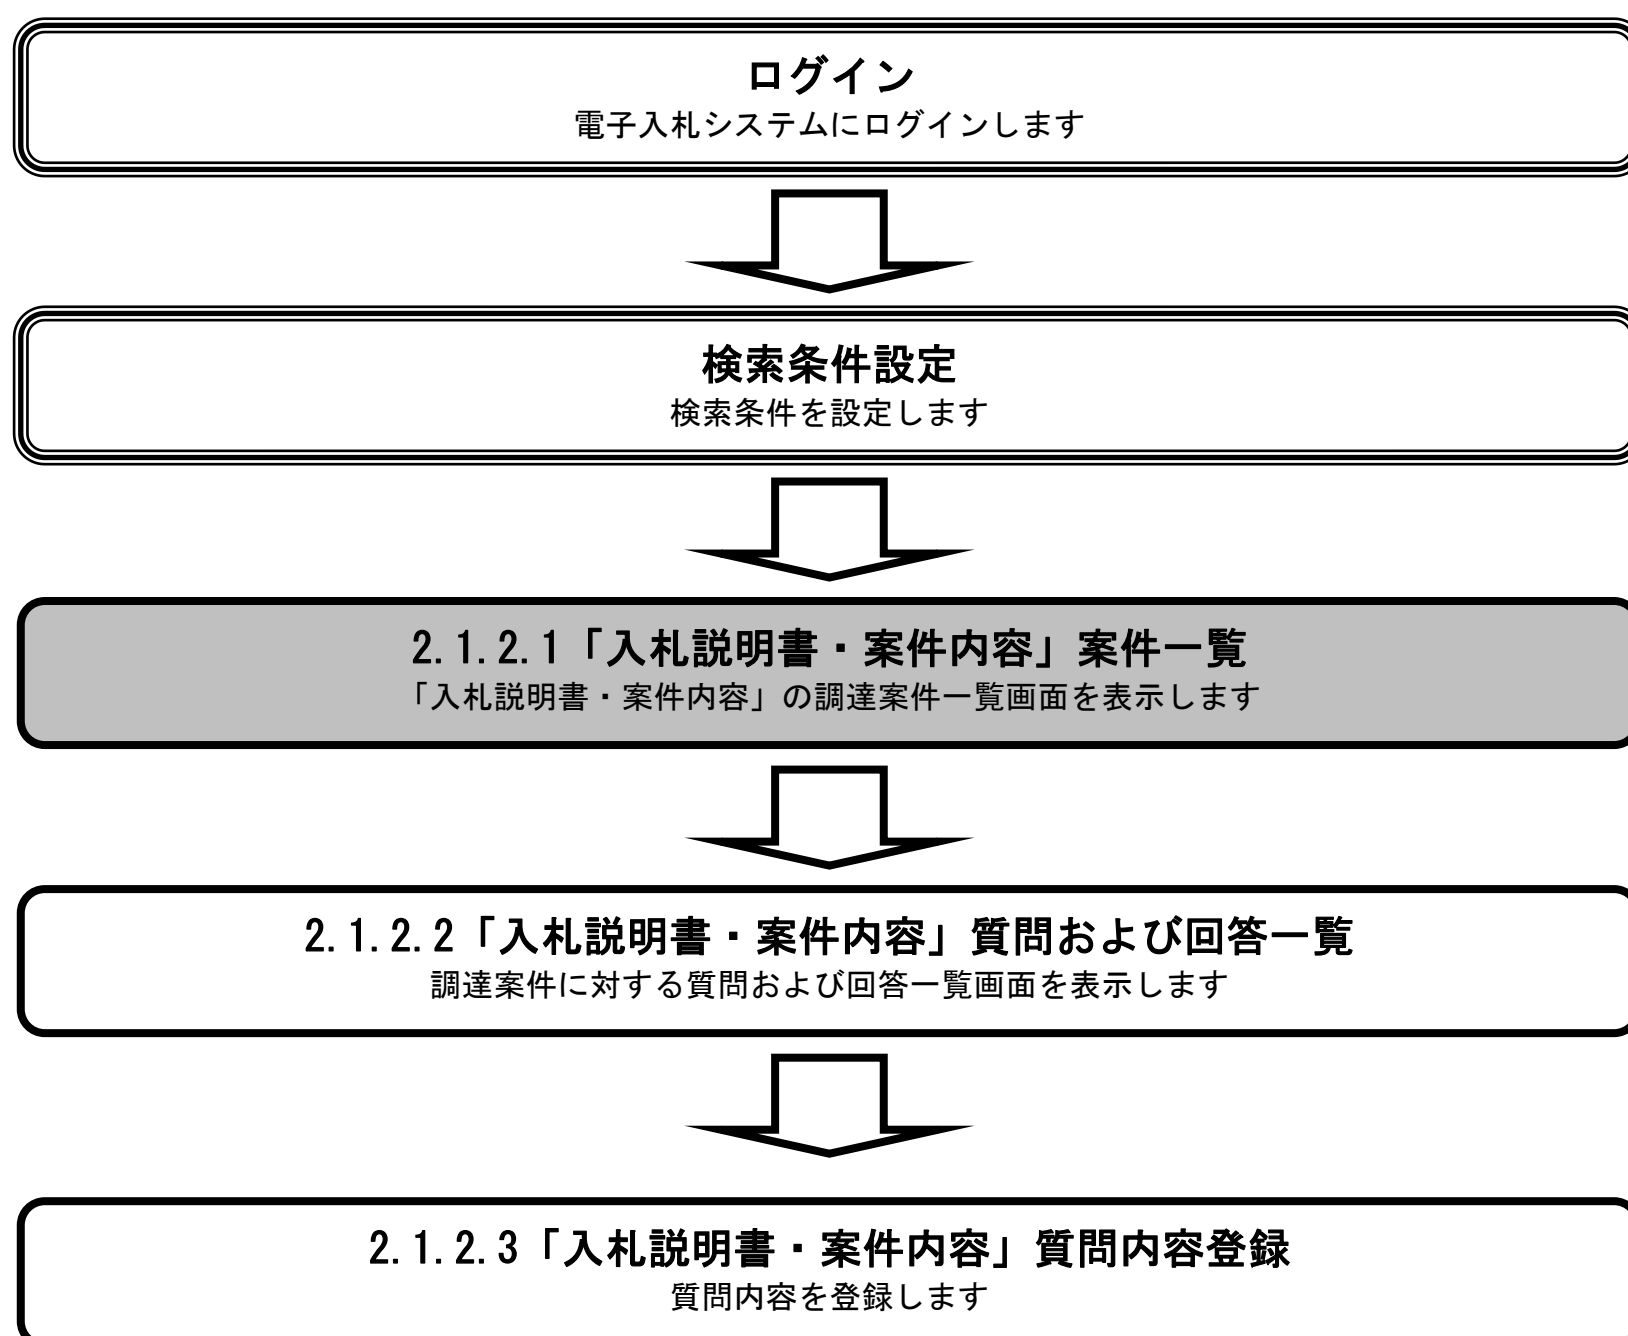 ログイン
電子入札システムにログインします
検索条件設定
検索条件を設定します
2.1.2.1「入札説明書・案件内容」案件一覧
「入札説明書・案件内容」の調達案件一覧画面を表示します
2.1.2.2「入札説明書・案件内容」質問および回答一覧
調達案件に対する質問および回答一覧画面を表示します
2.1.2.3「入札説明書・案件内容」質問内容登録
質問内容を登録します